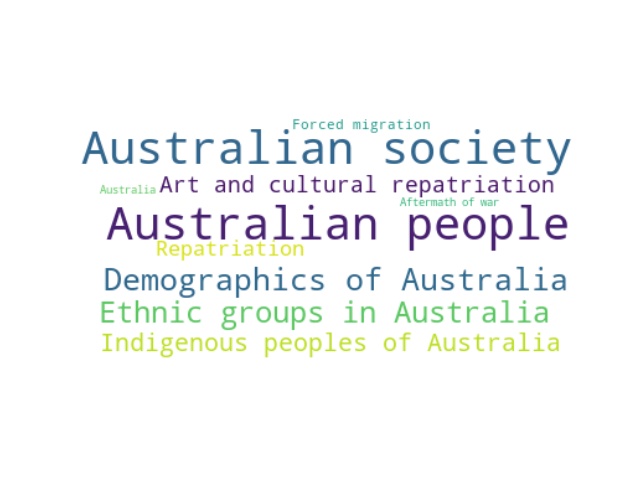 Forced migration
Australian society
Australia Art and cultural repatriation
Aftermath of war
Australian people
Repatriation
Demographics of Australia
Ethnic groups in Australia
Indigenous peoples of Australia